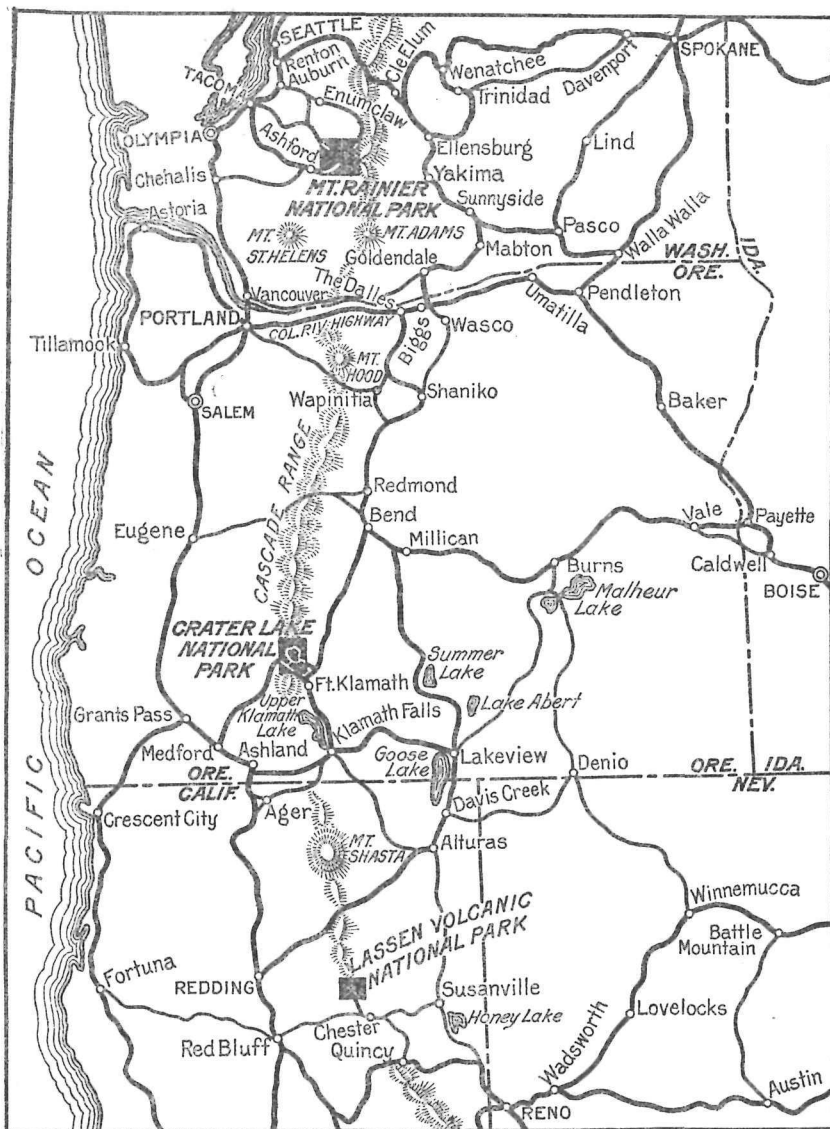 SEATTLE
Renton
Auburn
TACOMA
Enumclaw
Cle Elum
Wenatchee
Trinidad
Davenport
SPOKANE
OLYMPIA
Ashford
Ellensburg
Lind
Chehalis
Yakima
MT. RAINIER
NATIONAL PARK
Sunnyside
Astoria
Pasco
Walla Walla
MT.
ST. HELENS
MT. ADAMS
Mabton
Goldendale
WASH.
ORE.
IDA.
Vancouver
The Dalles
Umatilla
Pendleton
PORTLAND
COL. RIV. HIGHWAY
Biggs
Wasco
Tillamook
MT.
HOOD
Wapinitia
Shaniko
SALEM
Baker
CASCADE RANGE
Redmond
Bend
Eugene
Millican
Vale
Payette
Burns
Caldwell
BOISE
Malheur
Lake
CRATER LAKE
NATIONAL
PARK
Summer
Lake
Ft. Klamath
Lake Abert
Upper
Klamath
Lake
Grants Pass
Klamath Falls
Medford
Ashland
Goose
Lake
Lakeview
Denio
ORE.
CALIF.
ORE. IDA.
NEV.
Crescent City
Ager
Davis Creek
MT.
SHASTA
Alturas
PACIFIC OCEAN
Winnemucca
Battle
Mountain
LASSEN VOLCANIC
NATIONAL PARK
Fortuna
REDDING
Susanville
Lovelocks
Honey Lake
Chester
Quincy
Red Bluff
Wadsworth
RENO
Austin